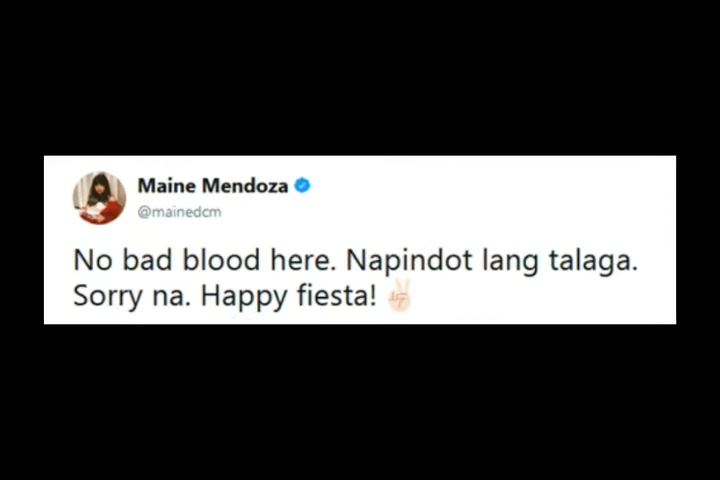 Maine Mendoza
@mainedcm
No bad blood here. Napindot lang talaga.
Sorry na. Happy fiesta! ✌🏻